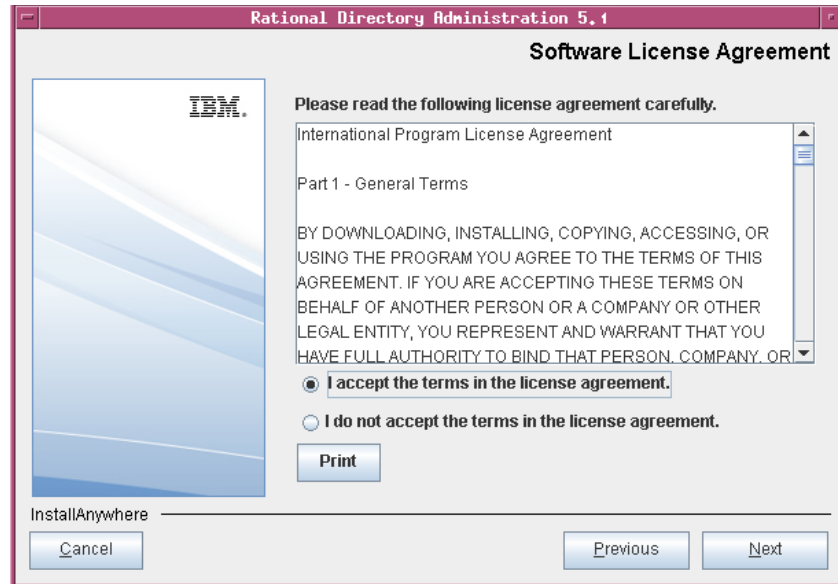 Rational Directory Administration 5.1
Software License Agreement
IBM.
Please read the following license agreement carefully.
International Program License Agreement
Part 1 - General Terms
BY DOWNLOADING, INSTALLING, COPYING, ACCESSING, OR
USING THE PROGRAM YOU AGREE TO THE TERMS OF THIS
AGREEMENT. IF YOU ARE ACCEPTING THESE TERMS ON
BEHALF OF ANOTHER PERSON OR A COMPANY OR OTHER
LEGAL ENTITY, YOU REPRESENT AND WARRANT THAT YOU
HAVE FULL AUTHORITY TO BIND THAT PERSON, COMPANY, OR
I accept the terms in the license agreement.
I do not accept the terms in the license agreement.
Print
InstallAnywhere
Cancel
Previous
Next